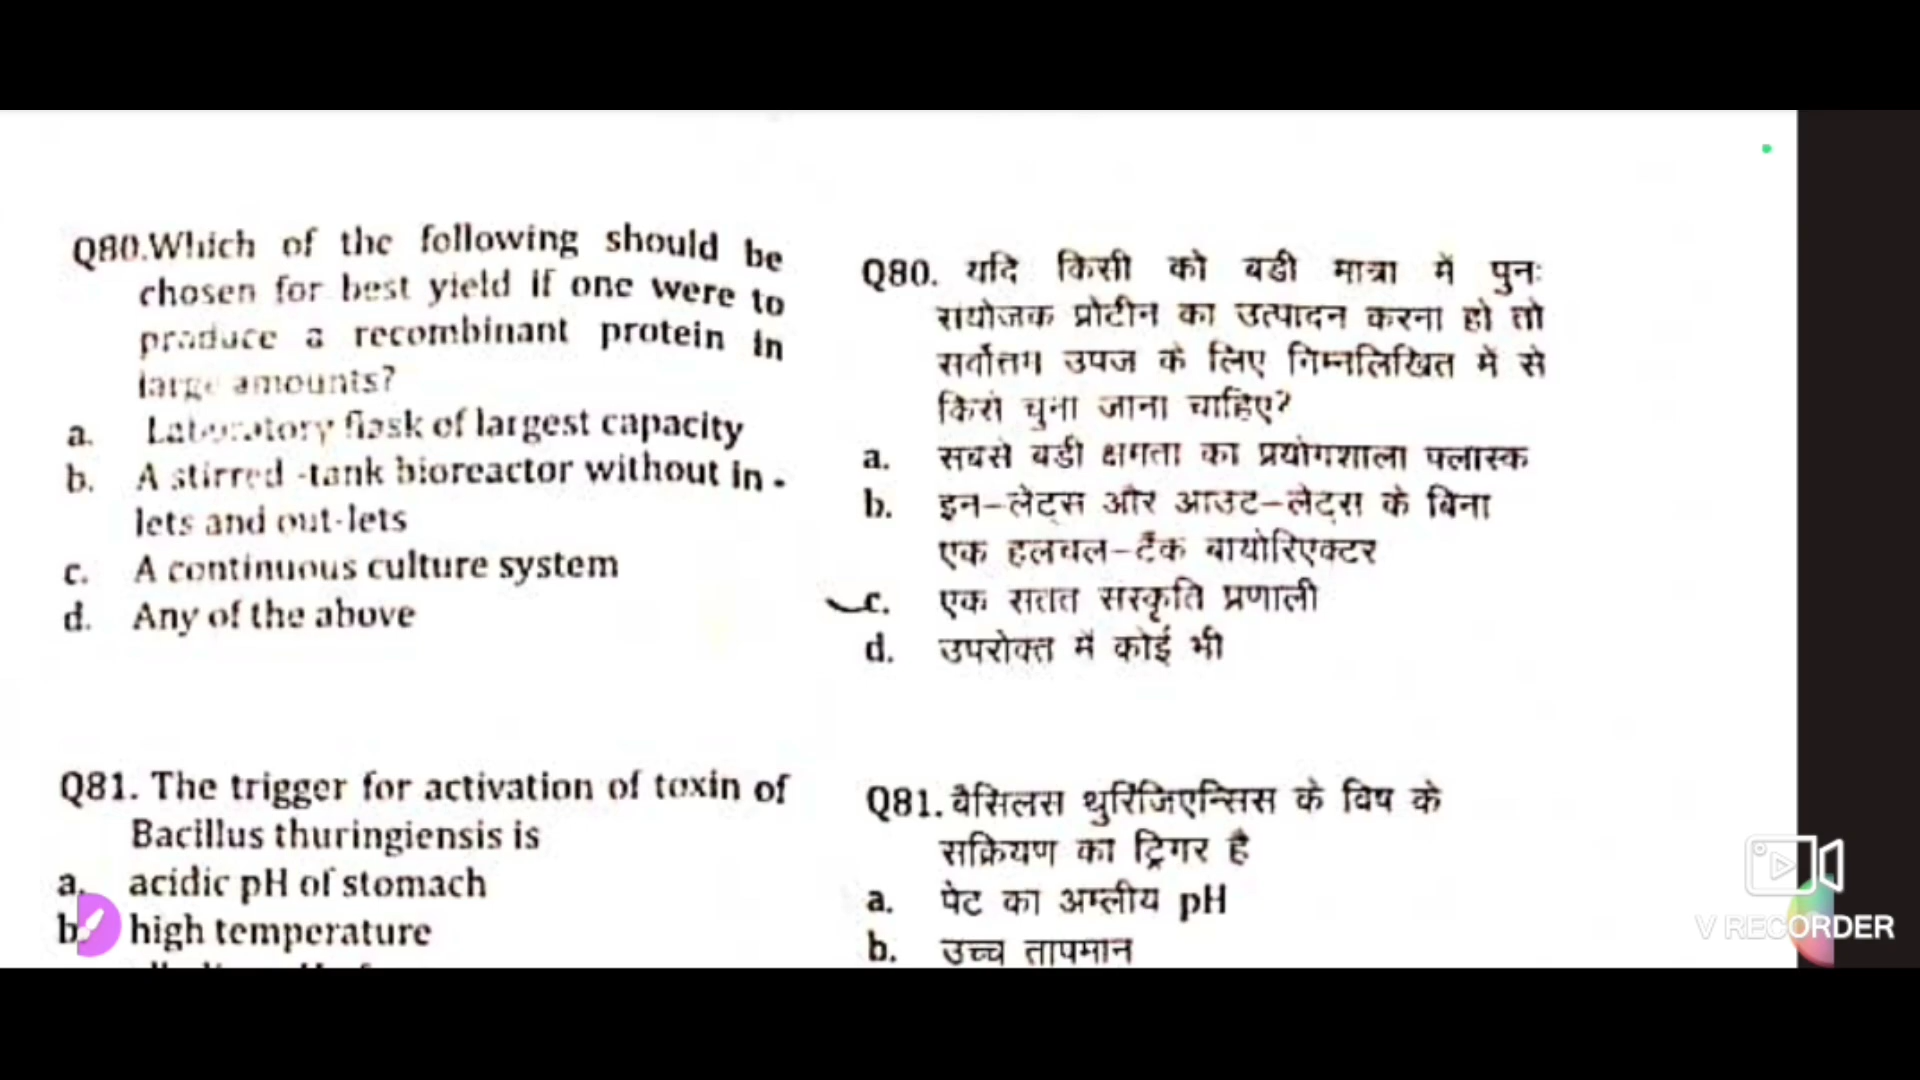 Q80.Which of the following should be
chosen for best yield if one were to
produce a recombinant protein in
large amounts?
a. Laboratory flask of largest capacity
b. A stirred -tank bioreactor without in -
lets and out-lets
c. A continuous culture system
d. Any of the above
Q81. The trigger for activation of toxin of
Bacillus thuringiensis is
a. acidic pH of stomach
b. high temperature
Q80. यदि किसी को बडी मात्रा में पुनः
संयोजक प्रोटीन का उत्पादन करना हो तो
सर्वोत्तम उपज के लिए निम्नलिखित में से
किसे चुना जाना चाहिए?
a. सबसे बडी क्षमता का प्रयोगशाला फ्लास्क
b. इन-लेट्स और आउट-लेट्स के बिना
एक हलचल-टैंक बायोरिएक्टर
c. एक सतत संस्कृति प्रणाली
d. उपरोक्त में कोई भी
Q81. बैसिलस थुरिंजिएन्सिस के विष के
सक्रियण का ट्रिगर है
a. पेट का अम्लीय pH
b. उच्च तापमान
V RECORDER